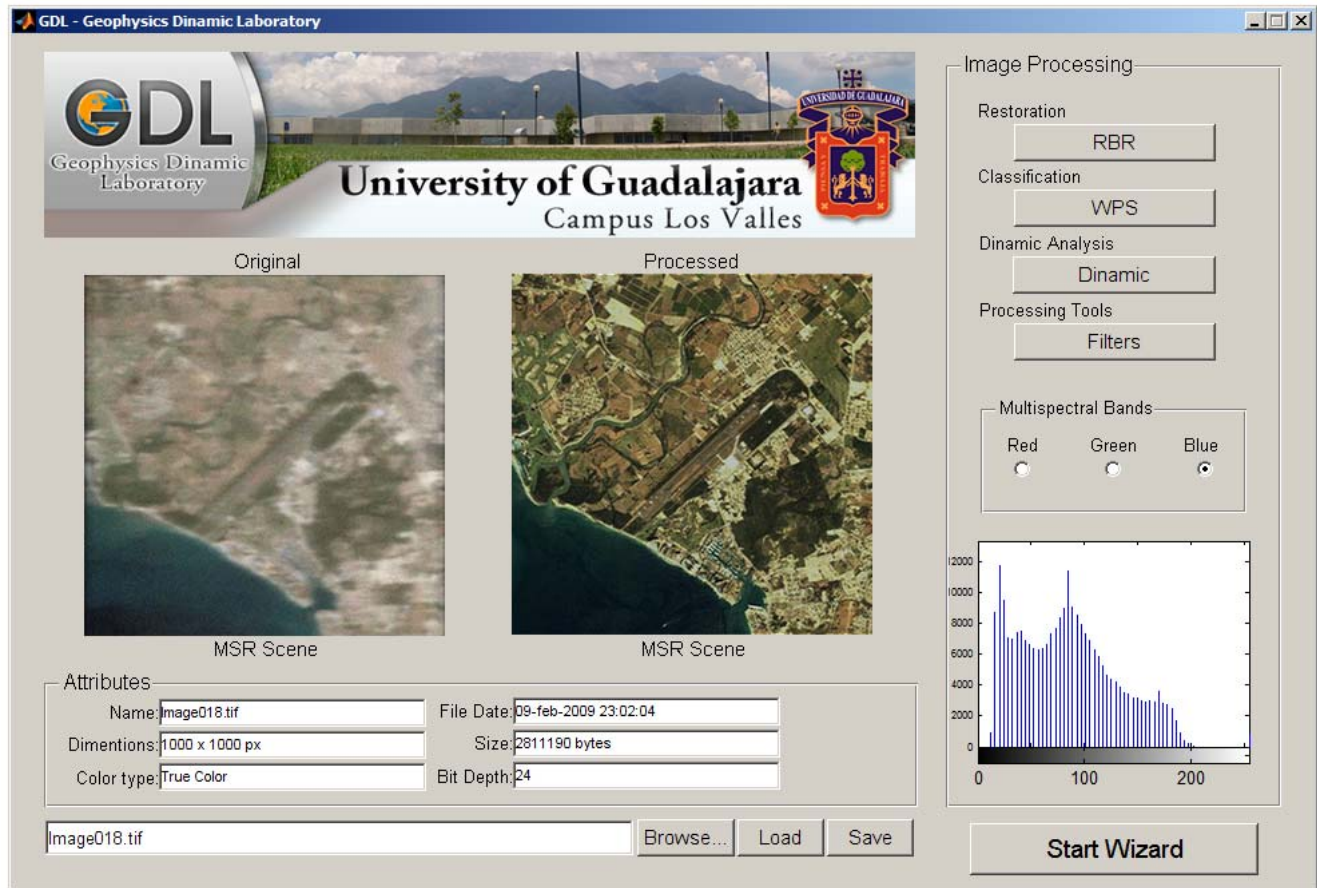 GDL - Geophysics Dinamic Laboratory
GDL
Geophysics Dinamic
Laboratory
UNIVERSIDAD DE GUADALAJARA
University of Guadalajara
Campus Los Valles
Original
Processed
MSR Scene
MSR Scene
Attributes
Name: Image018.tif
File Date: 09-feb-2009 23:02:04
Dimentions: 1000 x 1000 px
Size: 2811190 bytes
Color type: True Color
Bit Depth: 24
Image018.tif
Browse...
Load
Save
Image Processing
Restoration
RBR
Classification
WPS
Dinamic Analysis
Dinamic
Processing Tools
Filters
Multispectral Bands
Red Green Blue
12000
10000
8000
6000
4000
2000
0
0 100 200
Start Wizard